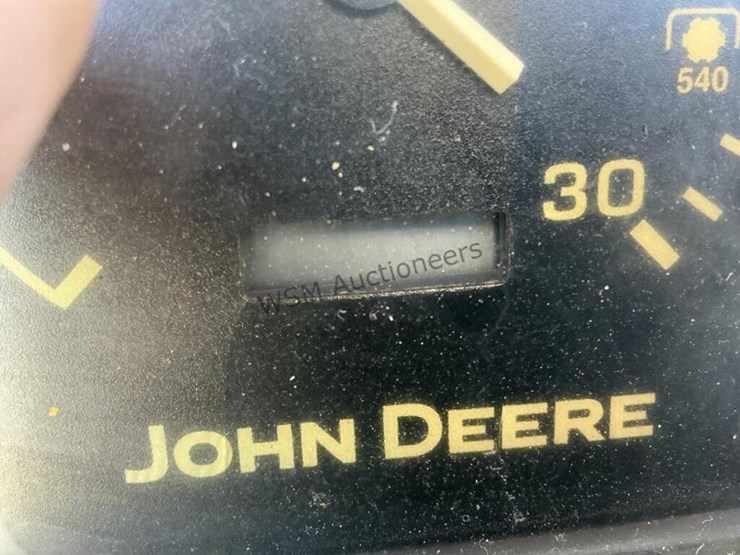 540
30
WSM Auctioneers
JOHN DEERE